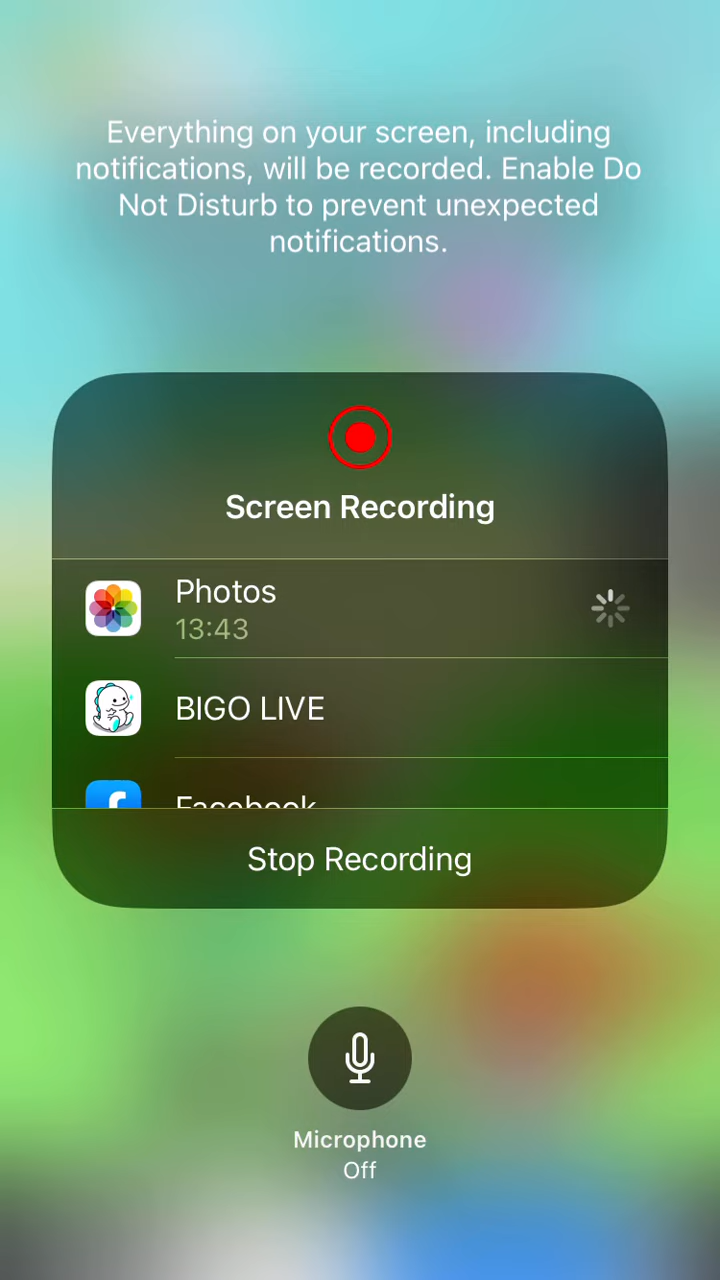 Everything on your screen, including
notifications, will be recorded. Enable Do
Not Disturb to prevent unexpected
notifications.
Screen Recording
Photos
13:43
BIGO LIVE
Facebook
Stop Recording
Microphone
Off